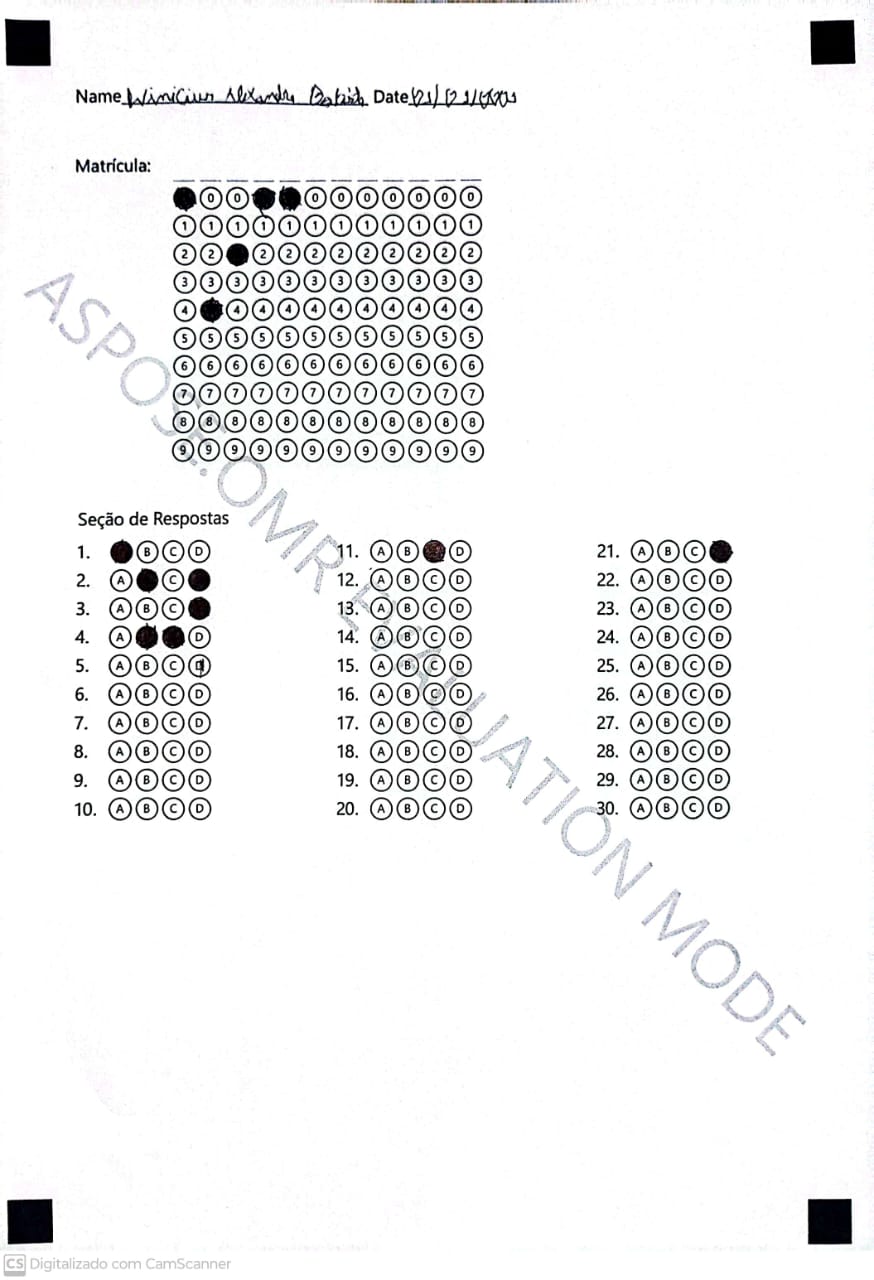 Name Winicius Alexandre Batista Date
Matrícula:
0 0 0 0 0 0 0 0 0
1 1 1 1 1 1 1 1 1 1 1 1
2 2 2 2 2 2 2 2 2 2 2
3 3 3 3 3 3 3 3 3 3 3 3
4 4 4 4 4 4 4 4 4 4 4
5 5 5 5 5 5 5 5 5 5 5 5
6 6 6 6 6 6 6 6 6 6 6 6
7 7 7 7 7 7 7 7 7 7 7 7
8 8 8 8 8 8 8 8 8 8 8 8
9 9 9 9 9 9 9 9 9 9 9 9
ASPOSE.OMR EVALUATION MODE
Seção de Respostas
1. B C D 11. A B D 21. A B C
2. A C 12. A B C D 22. A B C D
3. A B C 13. A B C D 23. A B C D
4. A D 14. A B C D 24. A B C D
5. A B C D 15. A B C D 25. A B C D
6. A B C D 16. A B C D 26. A B C D
7. A B C D 17. A B C D 27. A B C D
8. A B C D 18. A B C D 28. A B C D
9. A B C D 19. A B C D 29. A B C D
10. A B C D 20. A B C D 30. A B C D
CS Digitalizado com CamScanner